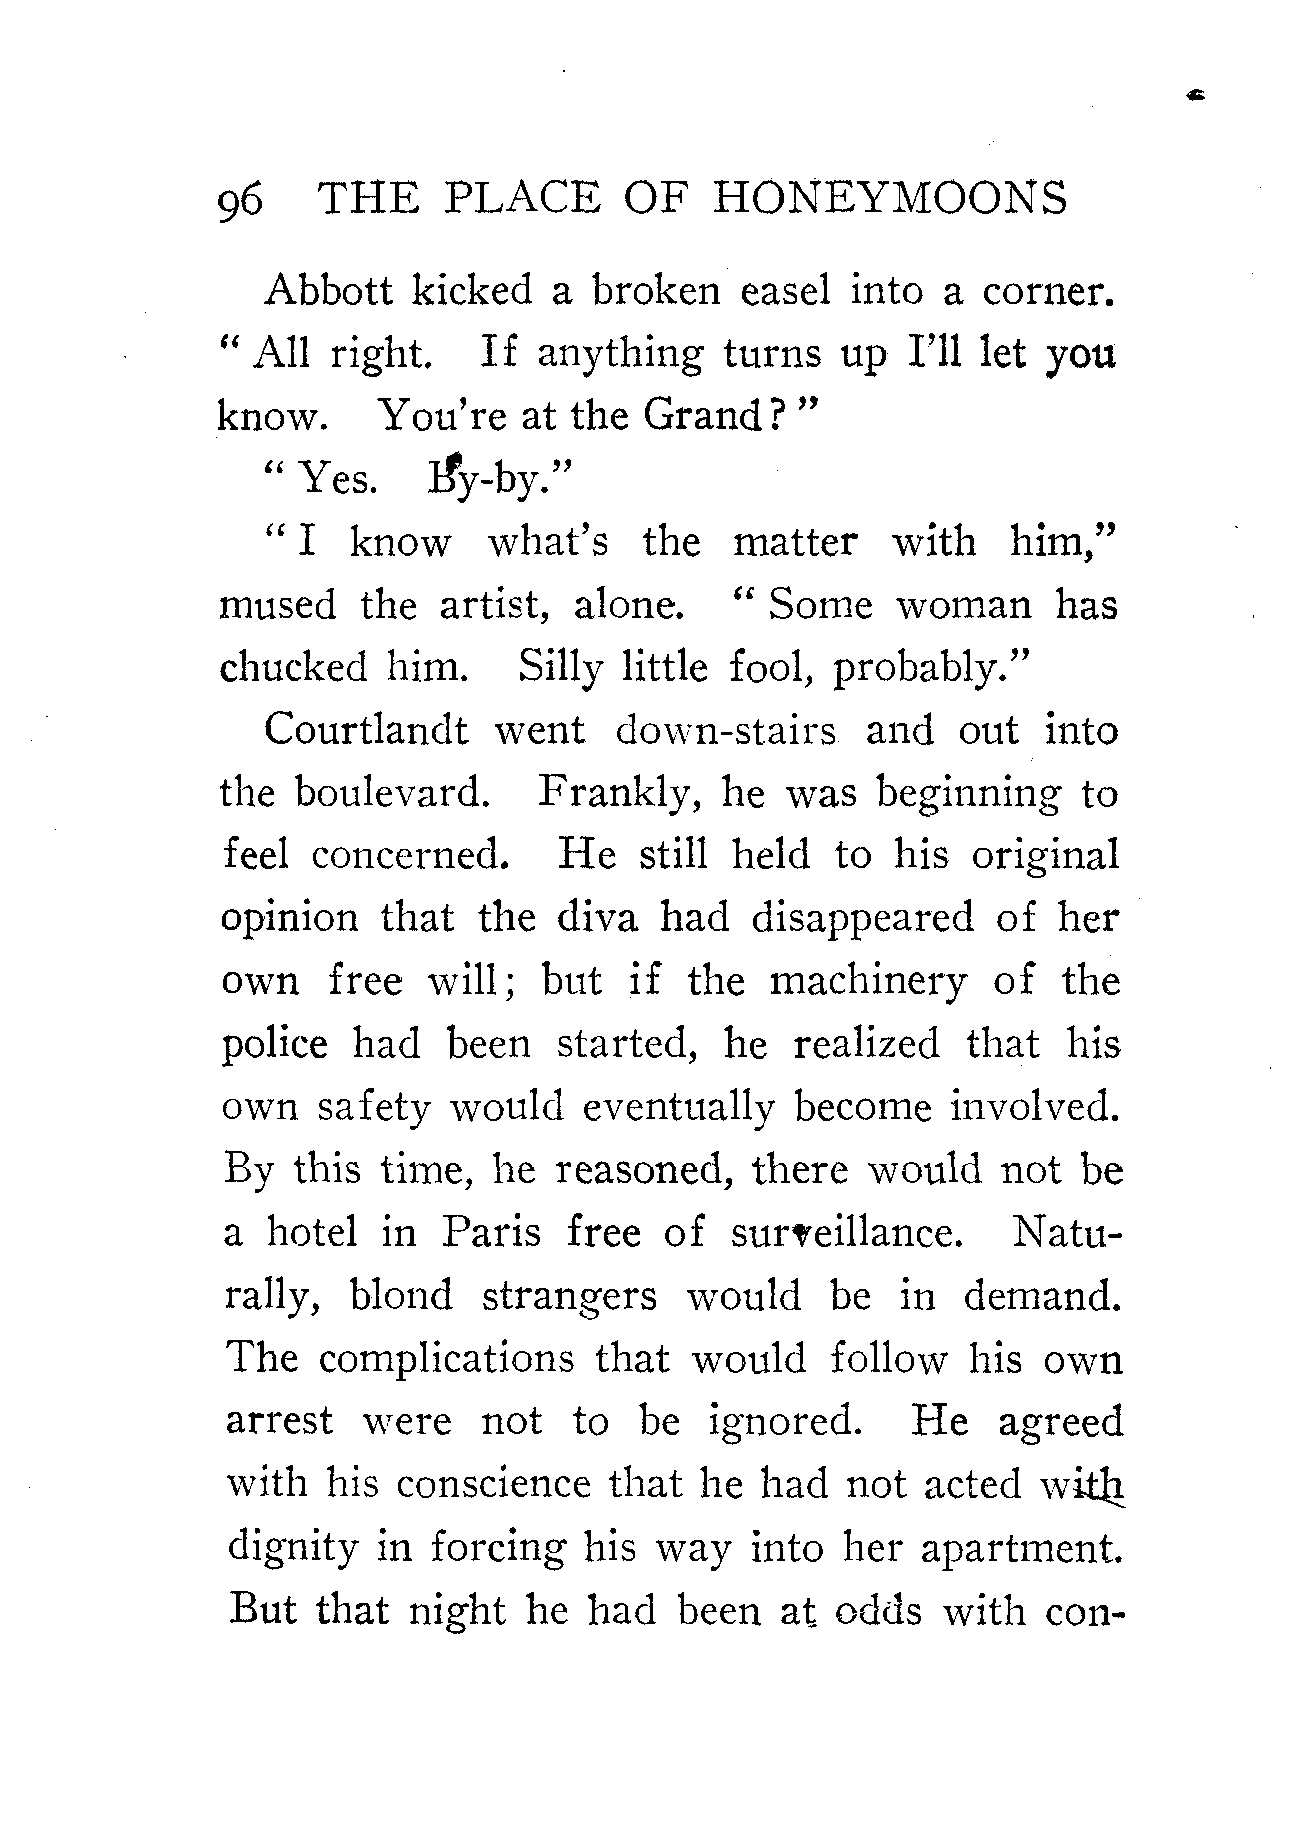 96 THE PLACE OF HONEYMOONS
Abbott kicked a broken easel into a corner.
“ All right. If anything turns up I’ll let you
know. You’re at the Grand? ”
“ Yes. By-by.”
“ I know what’s the matter with him,”
mused the artist, alone. “ Some woman has
chucked him. Silly little fool, probably.”
Courtlandt went down-stairs and out into
the boulevard. Frankly, he was beginning to
feel concerned. He still held to his original
opinion that the diva had disappeared of her
own free will; but if the machinery of the
police had been started, he realized that his
own safety would eventually become involved.
By this time, he reasoned, there would not be
a hotel in Paris free of surveillance. Natu-
rally, blond strangers would be in demand.
The complications that would follow his own
arrest were not to be ignored. He agreed
with his conscience that he had not acted with
dignity in forcing his way into her apartment.
But that night he had been at odds with con-